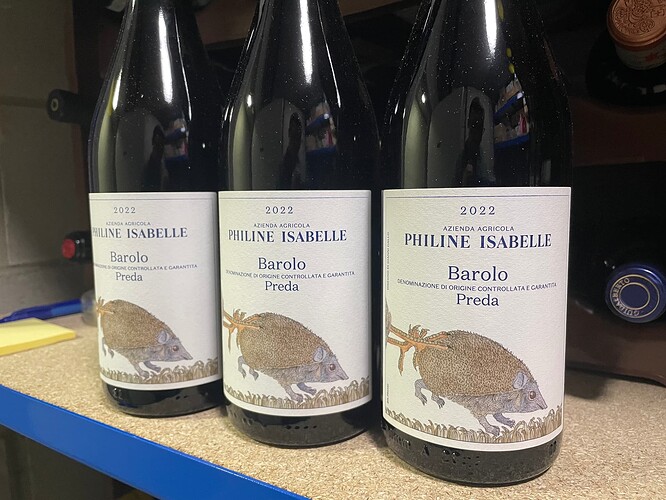 2022
AZIENDA AGRICOLA
PHILINE ISABELLE
Barolo
DENOMINAZIONE DI ORIGINE CONTROLLATA E GARANTITA
Preda
2022
AZIENDA AGRICOLA
PHILINE ISABELLE
Barolo
DENOMINAZIONE DI ORIGINE CONTROLLATA E GARANTITA
Preda
2022
AZIENDA AGRICOLA
PHILINE ISABELLE
Barolo
DENOMINAZIONE DI ORIGINE CONTROLLATA E GARANTITA
Preda